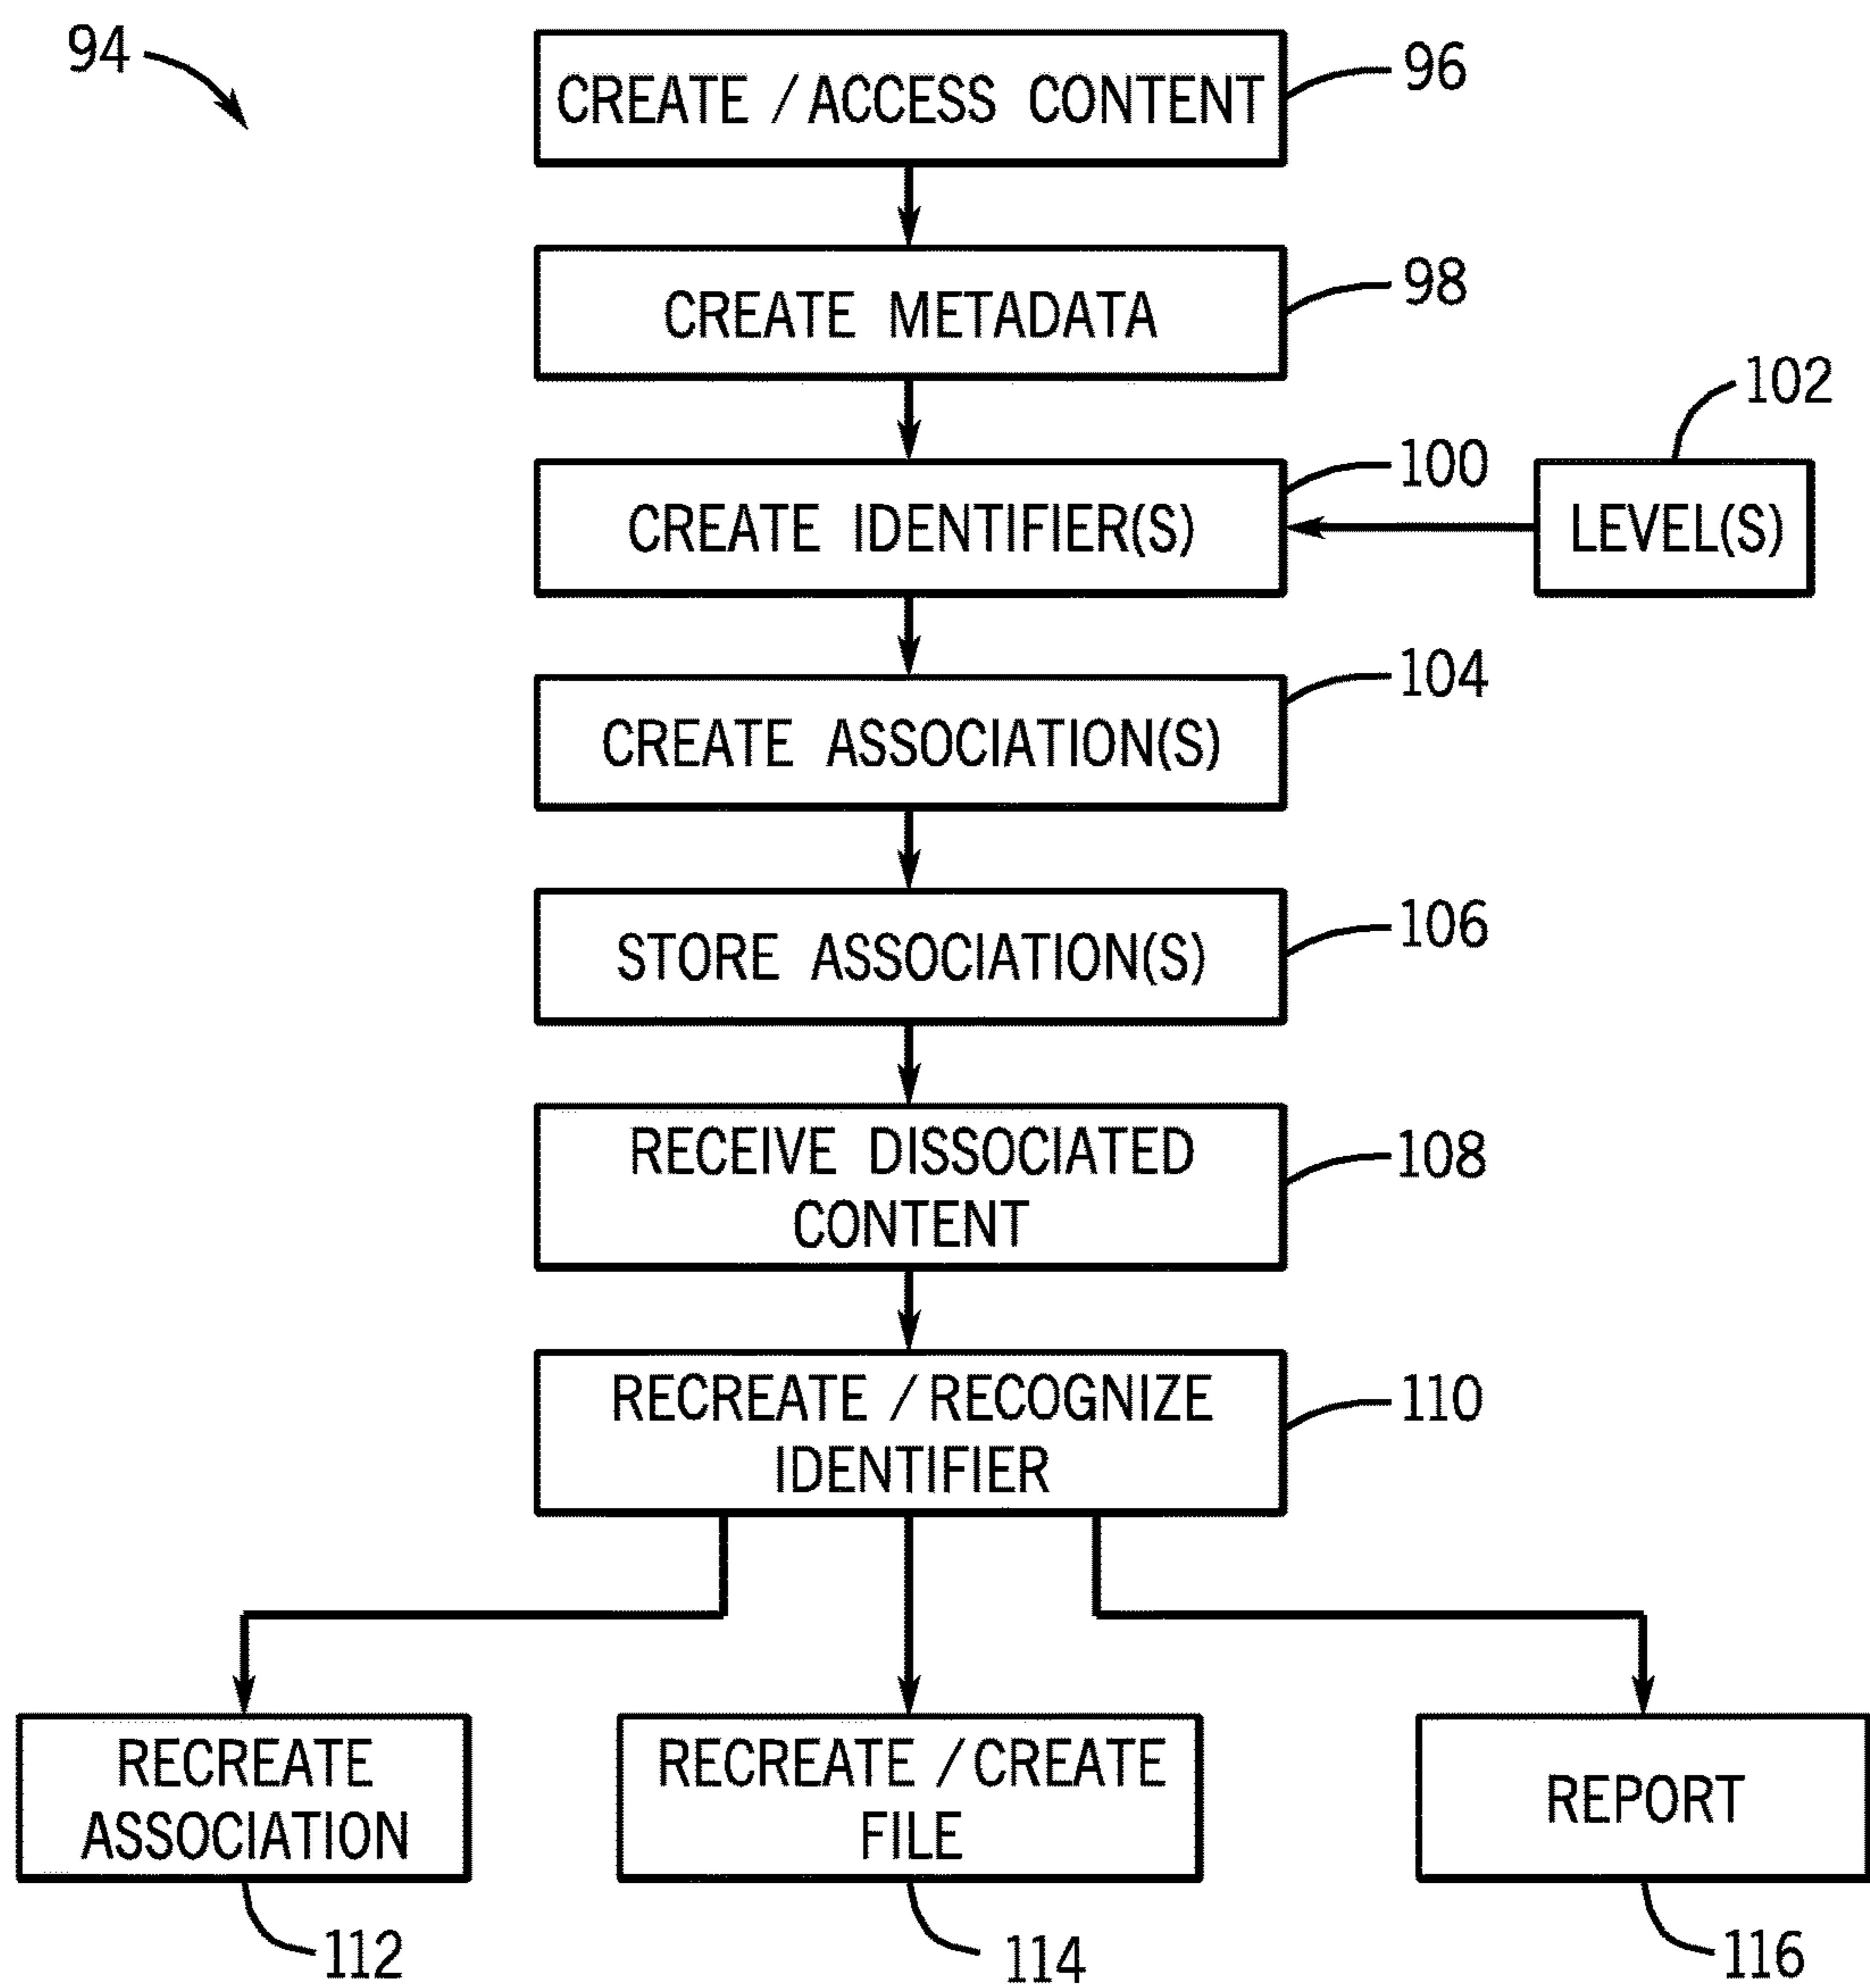 94
CREATE / ACCESS CONTENT
96
CREATE METADATA
98
102
CREATE IDENTIFIER(S)
100
LEVEL(S)
CREATE ASSOCIATION(S)
104
STORE ASSOCIATION(S)
106
RECEIVE DISSOCIATED
CONTENT
108
RECREATE / RECOGNIZE
IDENTIFIER
110
RECREATE
ASSOCIATION
RECREATE / CREATE
FILE
REPORT
112
114
116